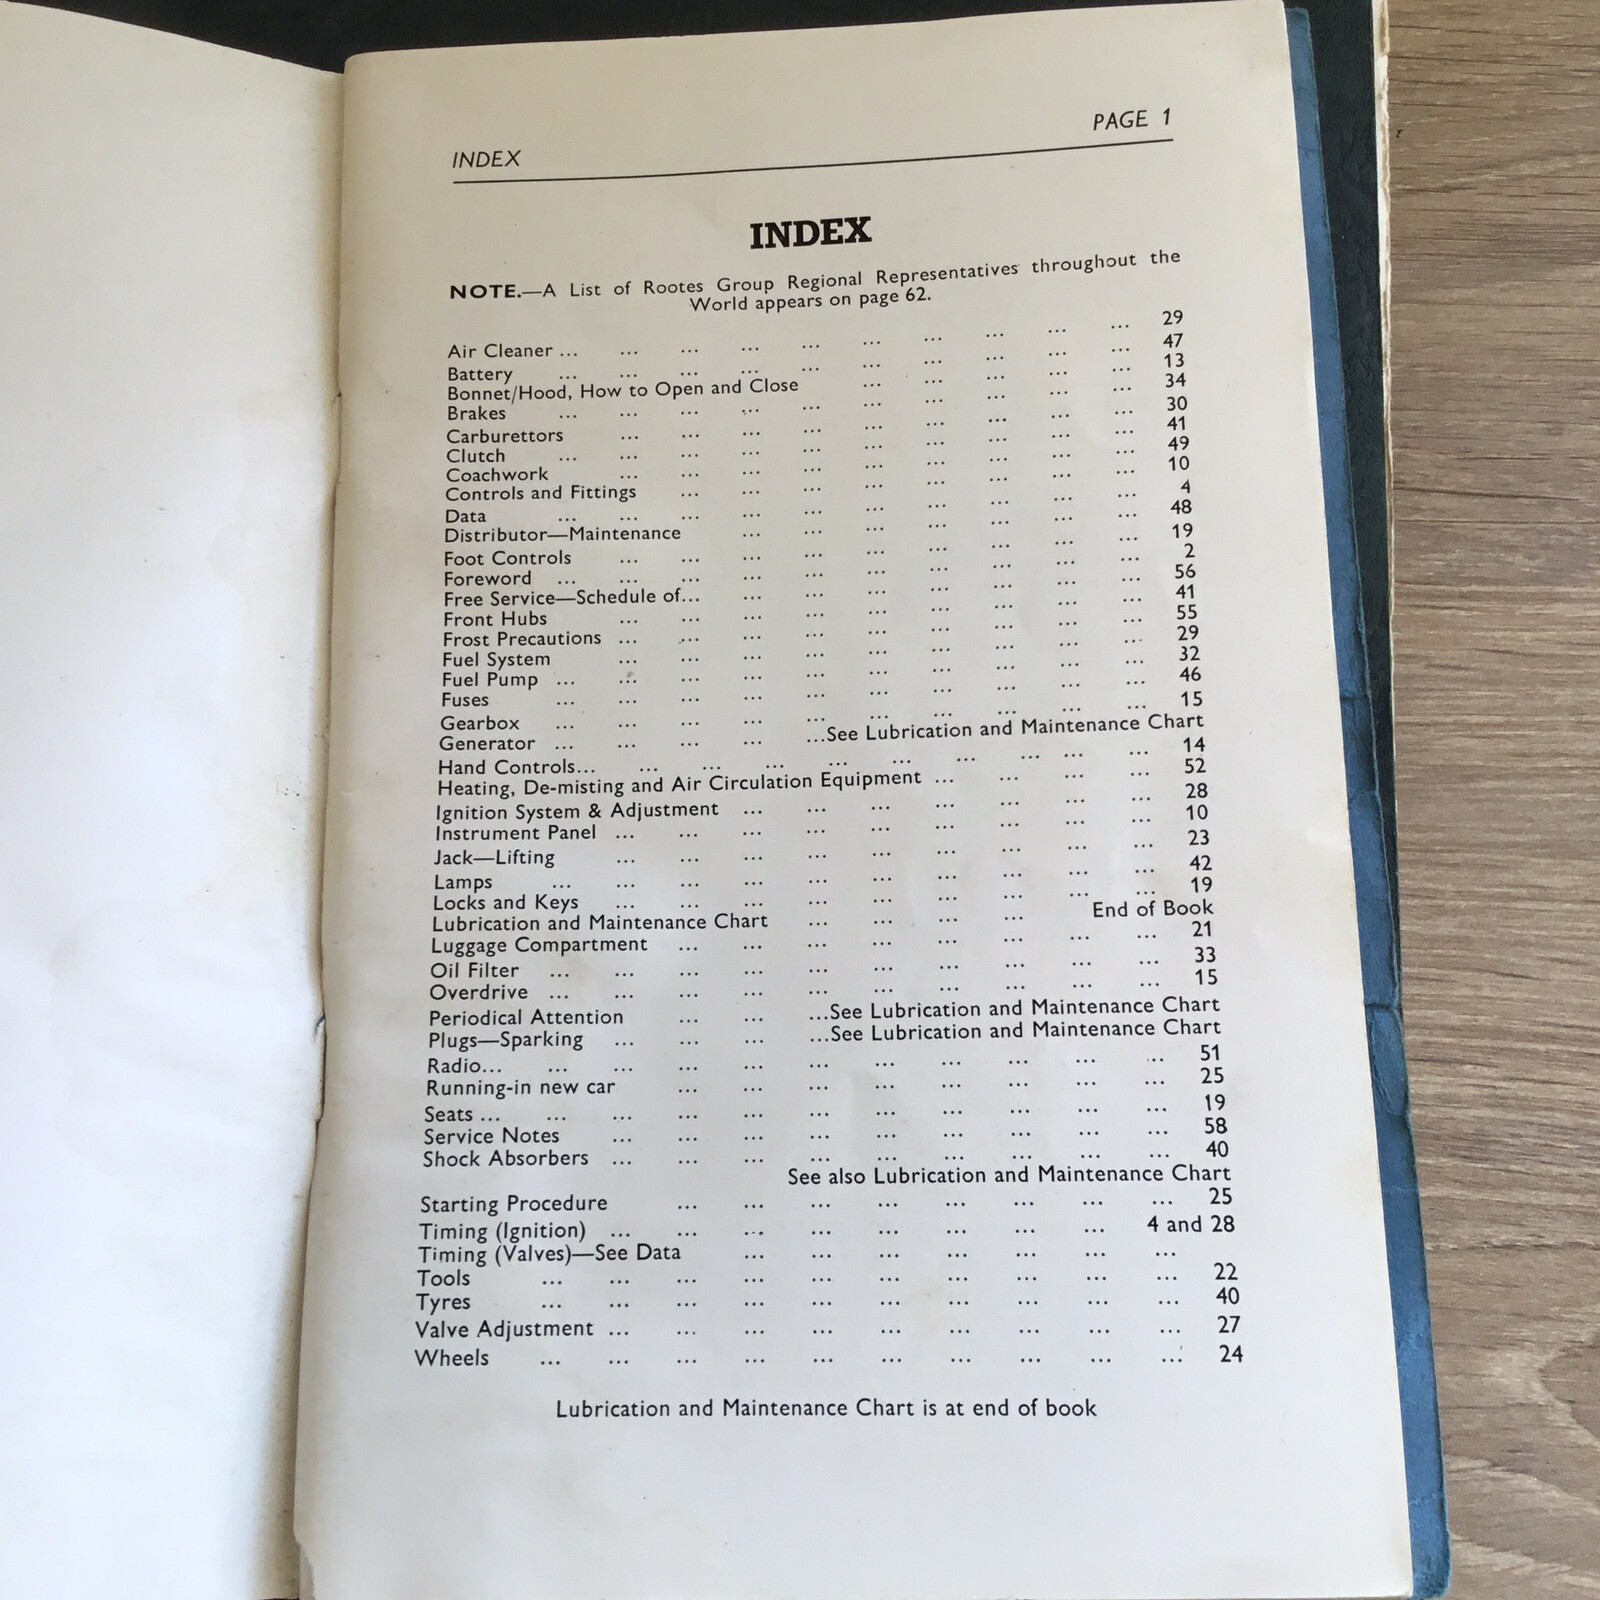 INDEX PAGE 1
INDEX
NOTE.—A List of Rootes Group Regional Representatives throughout the
World appears on page 62.
Air Cleaner ... ... ... ... ... ... ... ... ... ... 29
Battery ... ... ... ... ... ... ... ... ... ... 47
Bonnet/Hood, How to Open and Close ... ... ... ... ... 13
Brakes ... ... ... ... ... ... ... ... ... ... 34
Carburettors ... ... ... ... ... ... ... ... ... 30
Clutch ... ... ... ... ... ... ... ... ... ... 41
Coachwork ... ... ... ... ... ... ... ... ... 49
Controls and Fittings ... ... ... ... ... ... ... ... 10
Data ... ... ... ... ... ... ... ... ... ... 4
Distributor—Maintenance ... ... ... ... ... ... ... 48
Foot Controls ... ... ... ... ... ... ... ... ... 19
Foreword ... ... ... ... ... ... ... ... ... ... 2
Free Service—Schedule of... ... ... ... ... ... ... ... 56
Front Hubs ... ... ... ... ... ... ... ... ... 41
Frost Precautions ... ... ... ... ... ... ... ... ... 55
Fuel System ... ... ... ... ... ... ... ... ... 29
Fuel Pump ... ... ... ... ... ... ... ... ... ... 32
Fuses ... ... ... ... ... ... ... ... ... ... 46
Gearbox ... ... ... ... ... ... ... ... ... ... 15
Generator ... ... ... ... ...See Lubrication and Maintenance Chart
Hand Controls... ... ... ... ... ... ... ... ... ... 14
Heating, De-misting and Air Circulation Equipment ... ... ... ... 52
Ignition System & Adjustment ... ... ... ... ... ... ... 28
Instrument Panel ... ... ... ... ... ... ... ... ... 10
Jack—Lifting ... ... ... ... ... ... ... ... ... 23
Lamps ... ... ... ... ... ... ... ... ... ... 42
Locks and Keys ... ... ... ... ... ... ... ... ... 19
Lubrication and Maintenance Chart ... ... ... ... End of Book
Luggage Compartment ... ... ... ... ... ... ... ... 21
Oil Filter ... ... ... ... ... ... ... ... ... ... 33
Overdrive ... ... ... ... ... ... ... ... ... ... 15
Periodical Attention ... ... ...See Lubrication and Maintenance Chart
Plugs—Sparking ... ... ... ...See Lubrication and Maintenance Chart
Radio... ... ... ... ... ... ... ... ... ... ... 51
Running-in new car ... ... ... ... ... ... ... ... 25
Seats ... ... ... ... ... ... ... ... ... ... ... 19
Service Notes ... ... ... ... ... ... ... ... ... 58
Shock Absorbers ... ... ... ... ... ... ... ... ... 40
See also Lubrication and Maintenance Chart
Starting Procedure ... ... ... ... ... ... ... ... 25
Timing (Ignition) ... ... ... ... ... ... ... ... 4 and 28
Timing (Valves)—See Data ... ... ... ... ... ... ...
Tools ... ... ... ... ... ... ... ... ... ... 22
Tyres ... ... ... ... ... ... ... ... ... ... 40
Valve Adjustment ... ... ... ... ... ... ... ... ... 27
Wheels ... ... ... ... ... ... ... ... ... ... 24
Lubrication and Maintenance Chart is at end of book